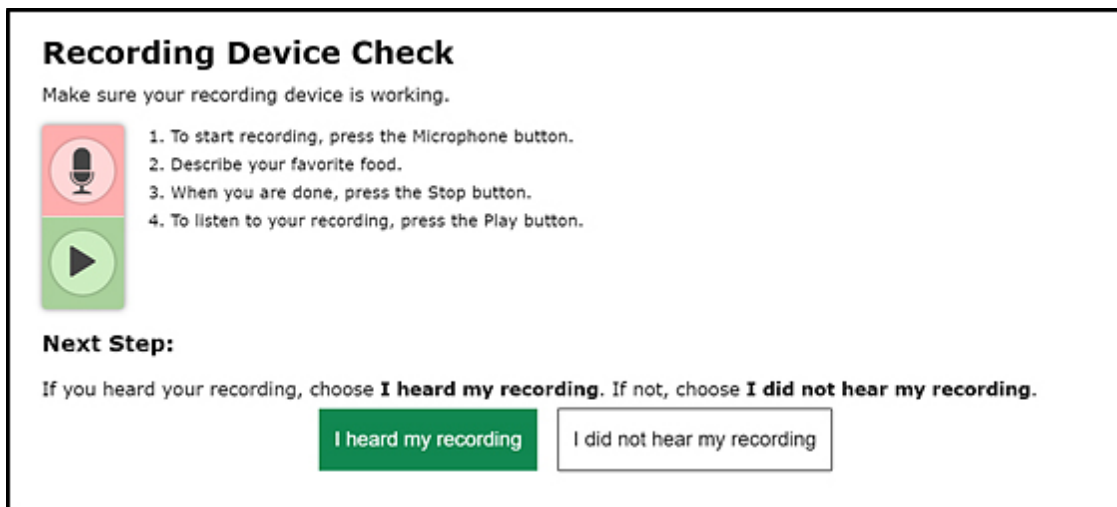 Recording Device Check
Make sure your recording device is working.
1. To start recording, press the Microphone button.
2. Describe your favorite food.
3. When you are done, press the Stop button.
4. To listen to your recording, press the Play button.
Next Step:
If you heard your recording, choose I heard my recording. If not, choose I did not hear my recording.
I heard my recording
I did not hear my recording